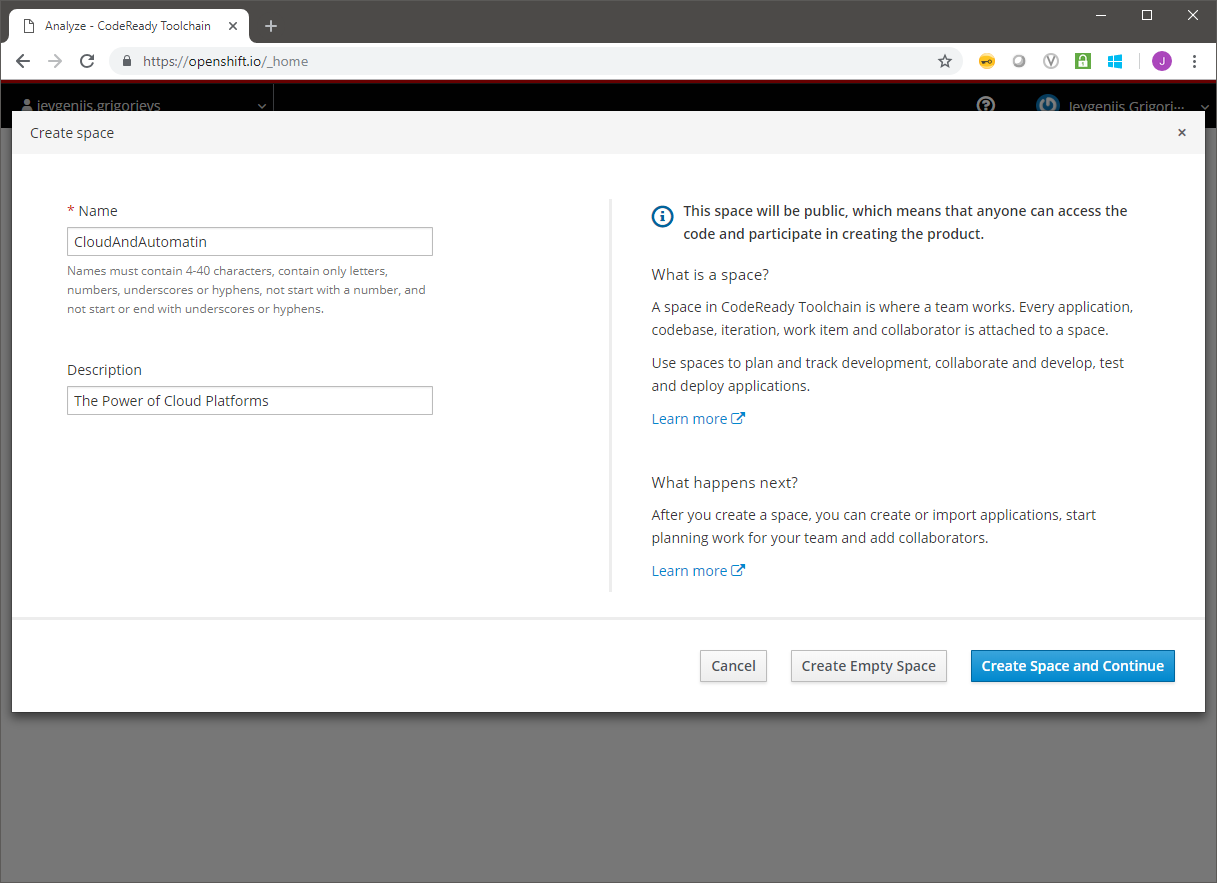 Analyze - CodeReady Toolchain
https://openshift.io/_home
J
jevgenijs.grigorjevs
Jevgenijs Grigorj...
Create space
* Name
CloudAndAutomatin
Names must contain 4-40 characters, contain only letters,
numbers, underscores or hyphens, not start with a number, and
not start or end with underscores or hyphens.
Description
The Power of Cloud Platforms
This space will be public, which means that anyone can access the
code and participate in creating the product.
What is a space?
A space in CodeReady Toolchain is where a team works. Every application,
codebase, iteration, work item and collaborator is attached to a space.
Use spaces to plan and track development, collaborate and develop, test
and deploy applications.
Learn more
What happens next?
After you create a space, you can create or import applications, start
planning work for your team and add collaborators.
Learn more
Cancel
Create Empty Space
Create Space and Continue